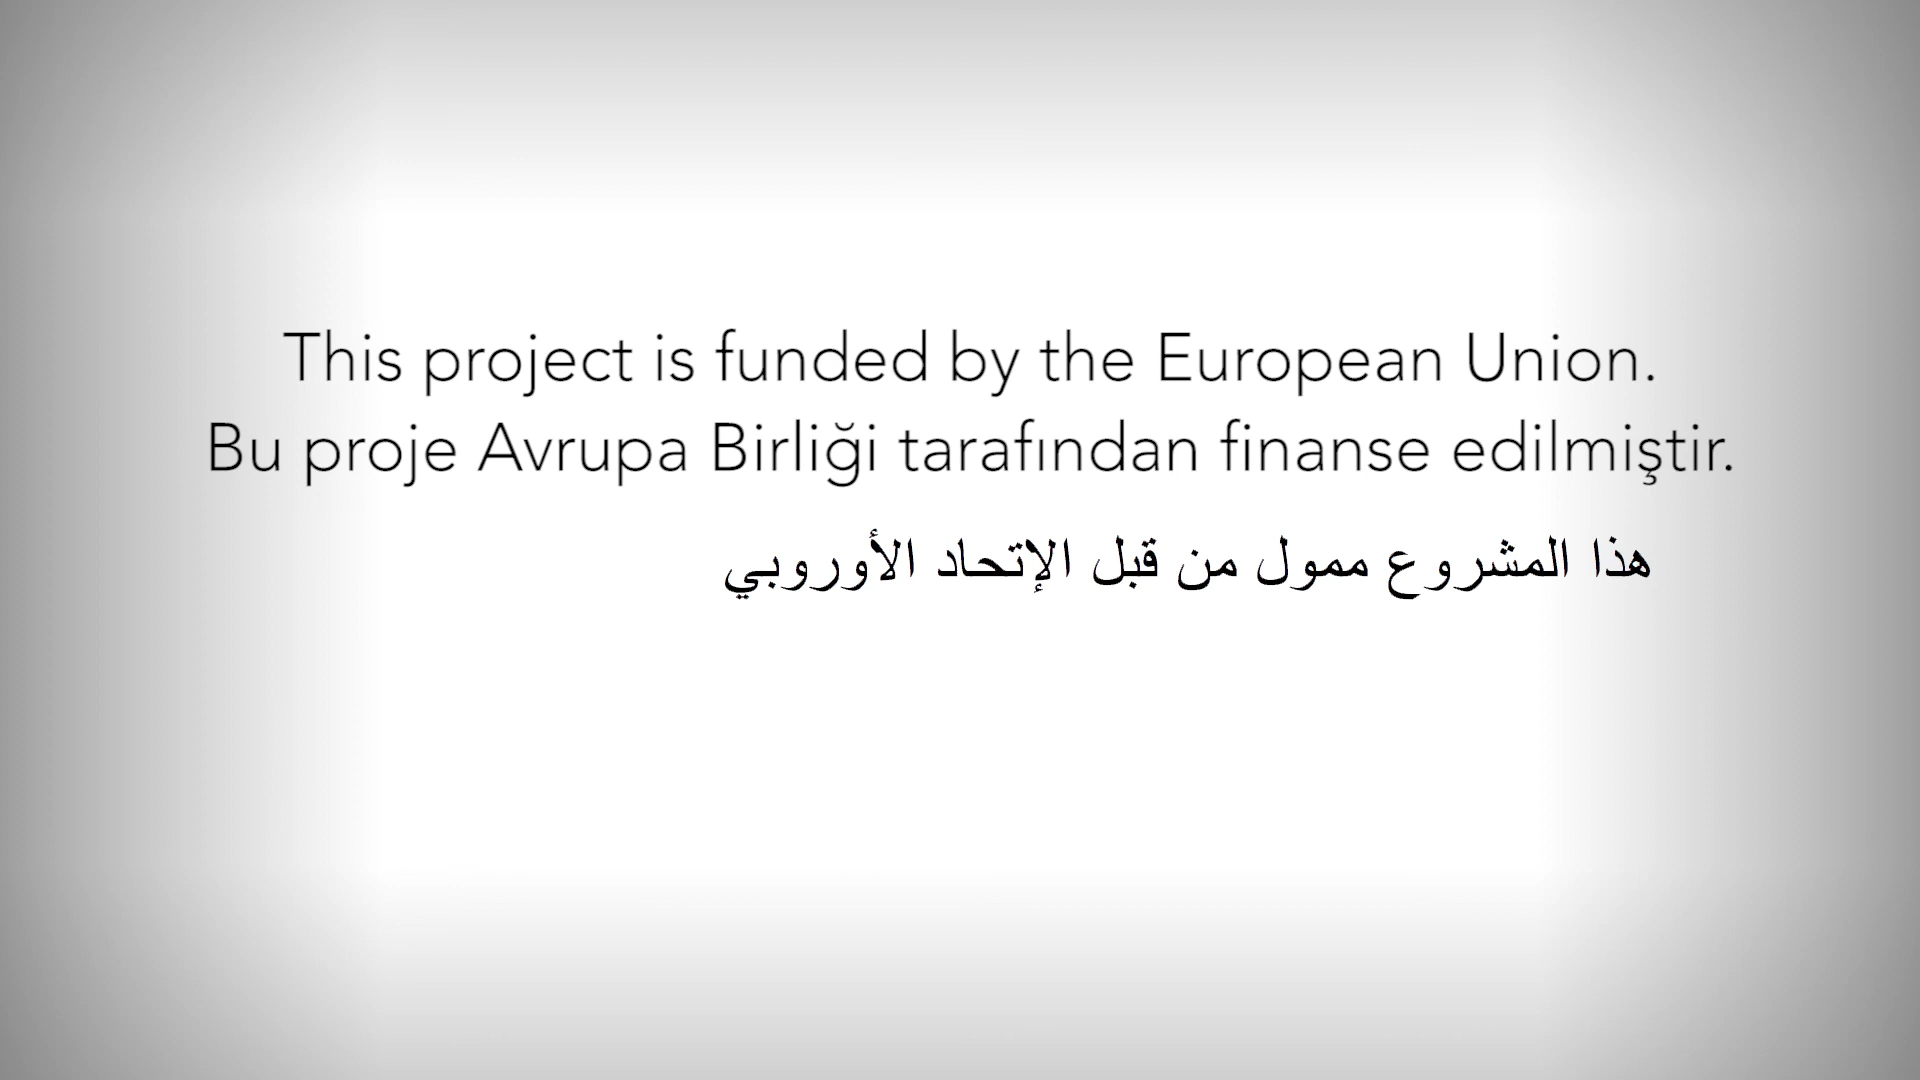 This project is funded by the European Union.
Bu proje Avrupa Birliği tarafından finanse edilmiştir.
هذا المشروع ممول من قبل الإتحاد الأوروبي